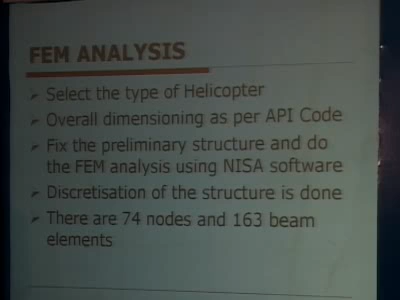 FEM ANALYSIS
Select the type of Helicopter
Overall dimensioning as per API Code
Fix the preliminary structure and do
the FEM analysis using NISA software
Discretisation of the structure is done
There are 74 nodes and 163 beam
elements